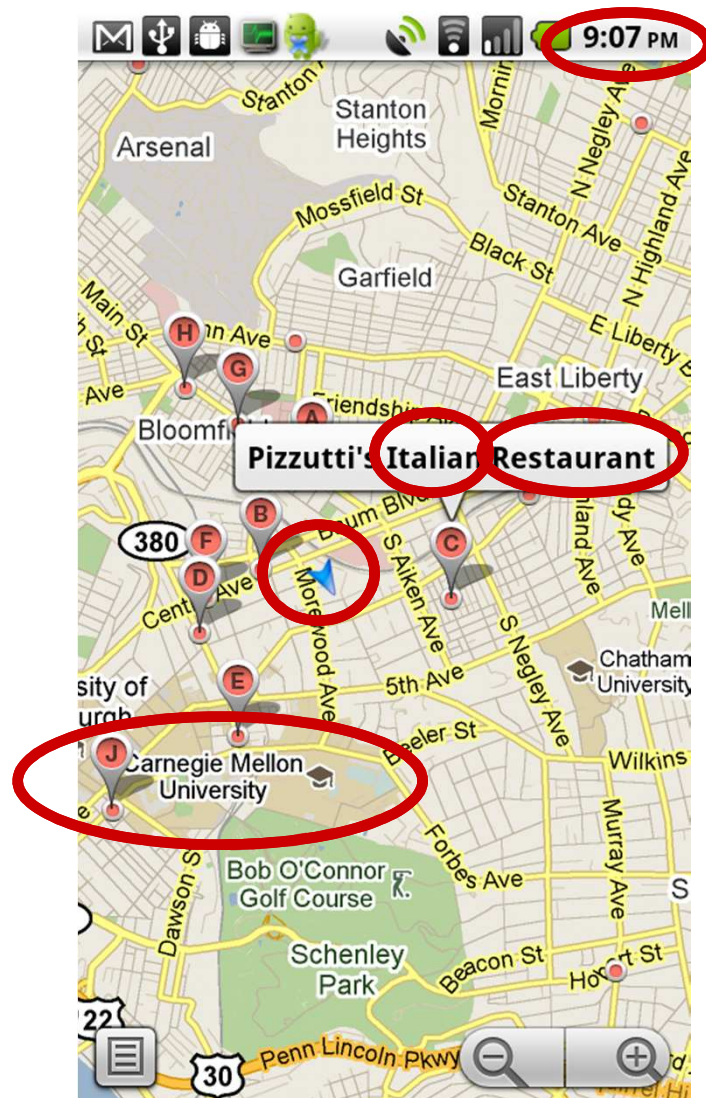 9:07 PM
Stanton
Stanton
Heights
Arsenal
N Negley Ave
Mossfield St
Stanton Ave
N Highland Ave
Black St
Garfield
Main St
E Liberty
H
nn Ave
G
East Liberty
Ave
A
Friendship
Bloomfi
Pizzutti's Italian Restaurant
B
Baum Blvd
380
F
C
D
Centre Ave
Morewood Ave
S Aiken Ave
S Negley Ave
Mell
Chatham
University
E
5th Ave
sity of
urgh
Beeler St
J
Carnegie Mellon
University
Wilkins
Murray Ave
Forbes Ave
Dawson St
Bob O'Connor
Golf Course
S
Schenley
Park
Beacon St
Hobart St
22
30
Penn Lincoln Pkwy